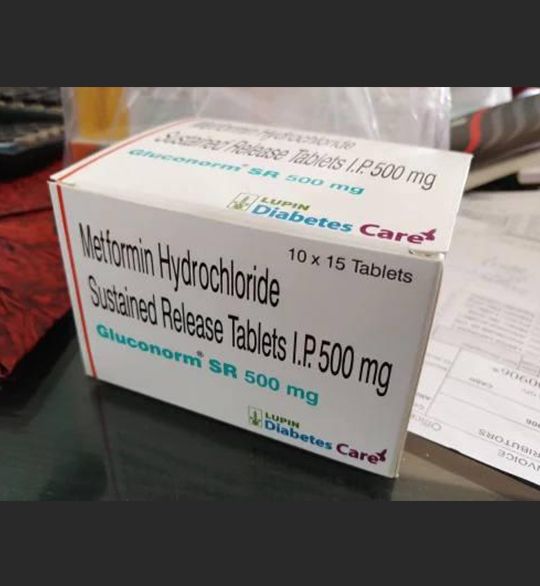 Metformin Hydrochloride
Sustained Release Tablets I.P. 500 mg
Gluconorm SR 500 mg
LUPIN
Diabetes Care
10 x 15 Tablets
Metformin Hydrochloride
Sustained Release Tablets I.P. 500 mg
Gluconorm® SR 500 mg
LUPIN
Diabetes Care